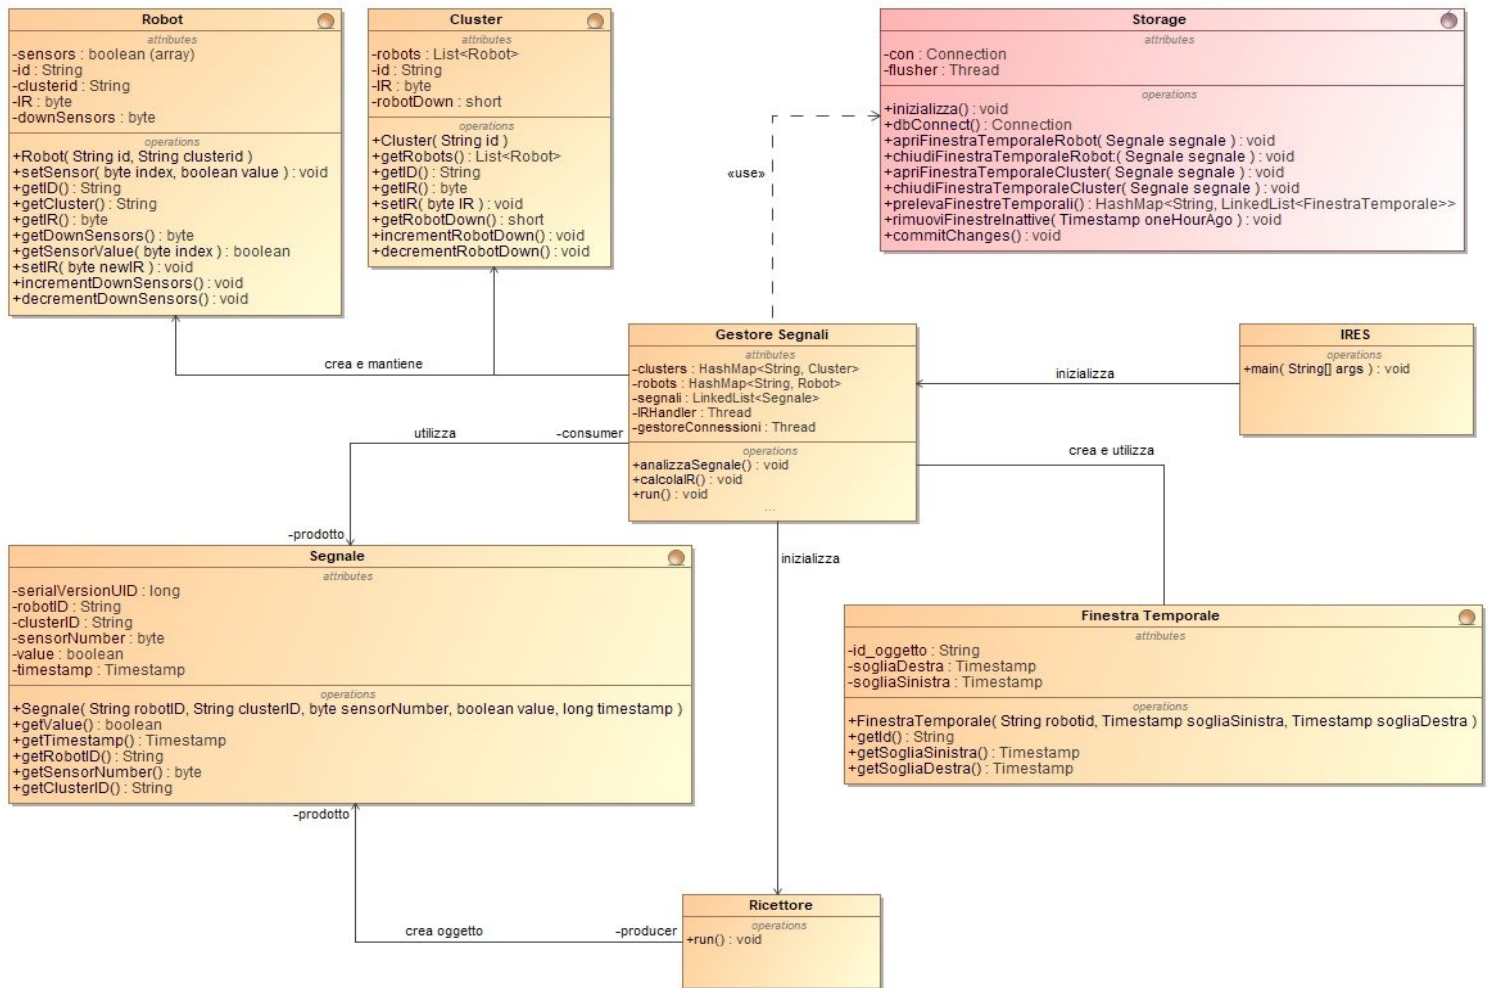 Robot
attributes
-sensors : boolean (array)
-id : String
-clusterid : String
-IR : byte
-downSensors : byte
operations
+Robot( String id, String clusterid )
+setSensor( byte index, boolean value ) : void
+getID() : String
+getCluster() : String
+getIR() : byte
+getDownSensors() : byte
+getSensorValue( byte index ) : boolean
+setIR( byte newIR ) : void
+incrementDownSensors() : void
+decrementDownSensors() : void
Cluster
attributes
-robots : List<Robot>
-id : String
-IR : byte
-robotDown : short
operations
+Cluster( String id )
+getRobots() : List<Robot>
+getID() : String
+getIR() : byte
+setIR( byte IR ) : void
+getRobotDown() : short
+incrementRobotDown() : void
+decrementRobotDown() : void
Storage
attributes
-con : Connection
-flusher : Thread
operations
+inizializza() : void
+dbConnect() : Connection
+apriFinestraTemporaleRobot( Segnale segnale ) : void
+chiudiFinestraTemporaleRobot:( Segnale segnale ) : void
+apriFinestraTemporaleCluster( Segnale segnale ) : void
+chiudiFinestraTemporaleCluster( Segnale segnale ) : void
+prelevaFinestreTemporali() : HashMap<String, LinkedList<FinestraTemporale>>
+rimuoviFinestreInattive( Timestamp oneHourAgo ) : void
+commitChanges() : void
«use»
crea e mantiene
Gestore Segnali
attributes
-clusters : HashMap<String, Cluster>
-robots : HashMap<String, Robot>
-segnali : LinkedList<Segnale>
-IRHandler : Thread
-gestoreConnessioni : Thread
operations
+analizzaSegnale() : void
+calcolaIR() : void
+run() : void
...
inizializza
IRES
operations
+main( String[] args ) : void
utilizza
-consumer
-prodotto
crea e utilizza
inizializza
Segnale
attributes
-serialVersionUID : long
-robotID : String
-clusterID : String
-sensorNumber : byte
-value : boolean
-timestamp : Timestamp
operations
+Segnale( String robotID, String clusterID, byte sensorNumber, boolean value, long timestamp )
+getValue() : boolean
+getTimestamp() : Timestamp
+getRobotID() : String
+getSensorNumber() : byte
+getClusterID() : String
-prodotto
Finestra Temporale
attributes
-id_oggetto : String
-sogliaDestra : Timestamp
-sogliaSinistra : Timestamp
operations
+FinestraTemporale( String robotid, Timestamp sogliaSinistra, Timestamp sogliaDestra )
+getId() : String
+getSogliaSinistra() : Timestamp
+getSogliaDestra() : Timestamp
crea oggetto
-producer
Ricettore
operations
+run() : void